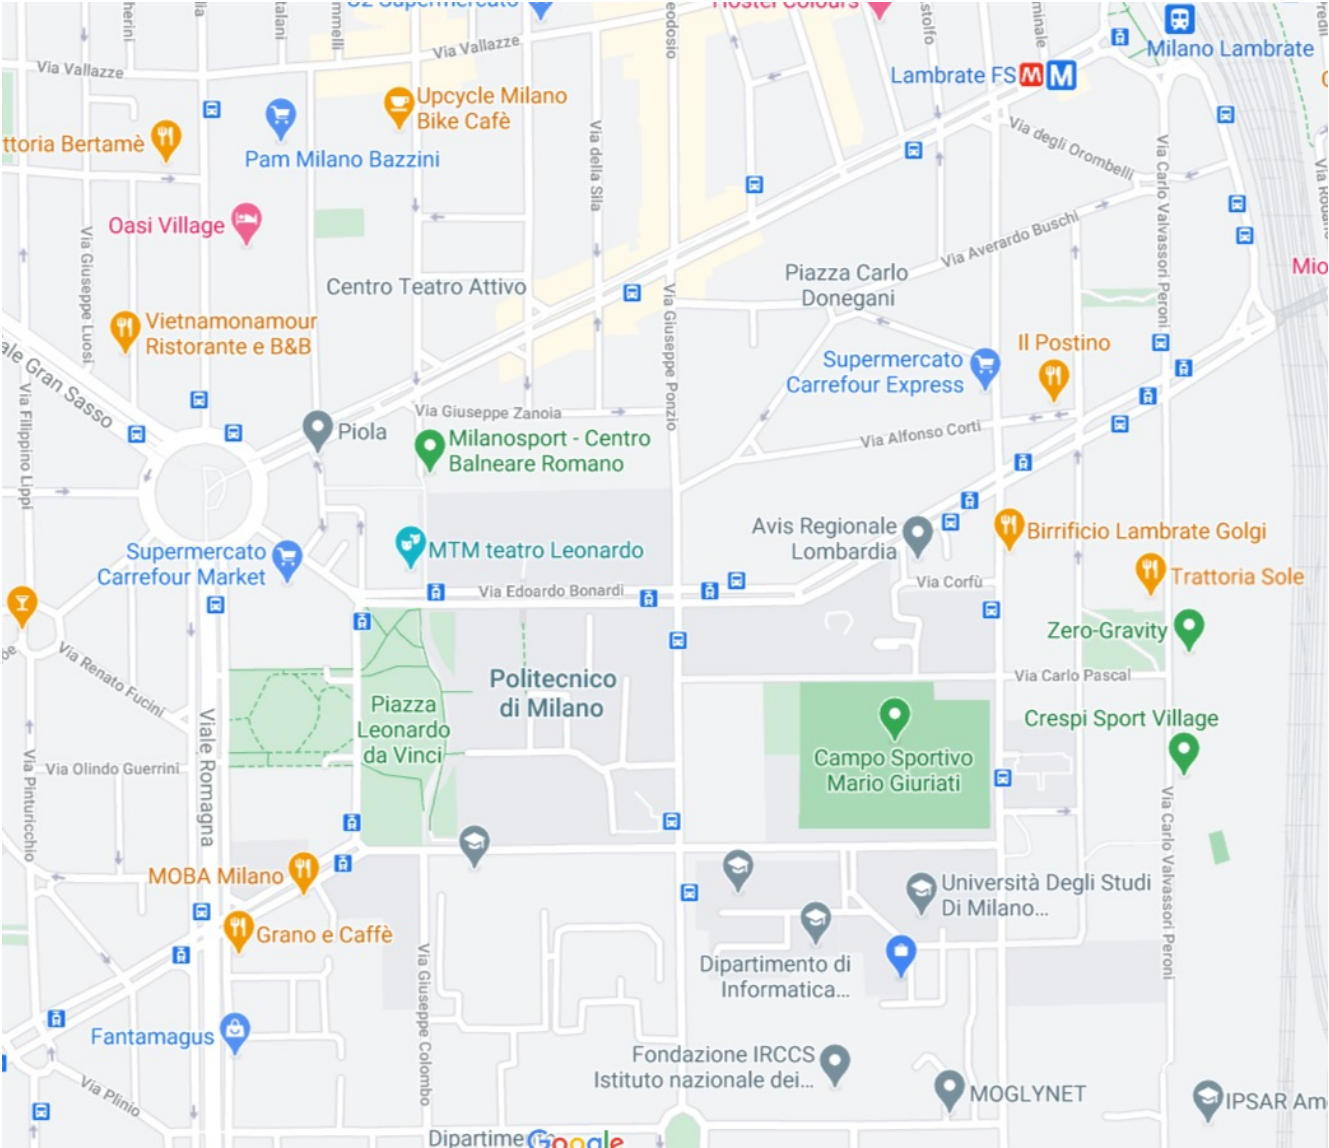 O2 Supermercato
Hostel Colours
Milano Lambrate
Via Vallazze
Via Vallazze
Lambrate FS
M
M
Upcycle Milano
Bike Cafè
ttoria Bertamè
Pam Milano Bazzini
Via della Sila
Via degli Orombelli
Via Carlo Valvassori Peroni
Oasi Village
Via Giuseppe Luosi
Via Averardo Buschi
Centro Teatro Attivo
Piazza Carlo
Donegani
Mio
Via Giuseppe Ponzio
Vietnamonamour
Ristorante e B&B
ale Gran Sasso
Il Postino
Supermercato
Carrefour Express
Via Filippino Lippi
Via Giuseppe Zanoia
Piola
Via Alfonso Corti
Milanosport - Centro
Balneare Romano
Avis Regionale
Lombardia
Birrificio Lambrate Golgi
MTM teatro Leonardo
Supermercato
Carrefour Market
Trattoria Sole
Via Corfù
Via Edoardo Bonardi
Zero-Gravity
Via Renato Fucini
Via Carlo Pascal
Politecnico
di Milano
Piazza
Leonardo
da Vinci
Crespi Sport Village
Viale Romagna
Campo Sportivo
Mario Giuriati
Via Olindo Guerrini
Via Pinturicchio
Via Carlo Valvassori Peroni
MOBA Milano
Università Degli Studi
Di Milano...
Grano e Caffè
Dipartimento di
Informatica...
Via Giuseppe Colombo
Fantamagus
Fondazione IRCCS
Istituto nazionale dei...
MOGLYNET
Via Plinio
IPSAR Am
Dipartime
Google